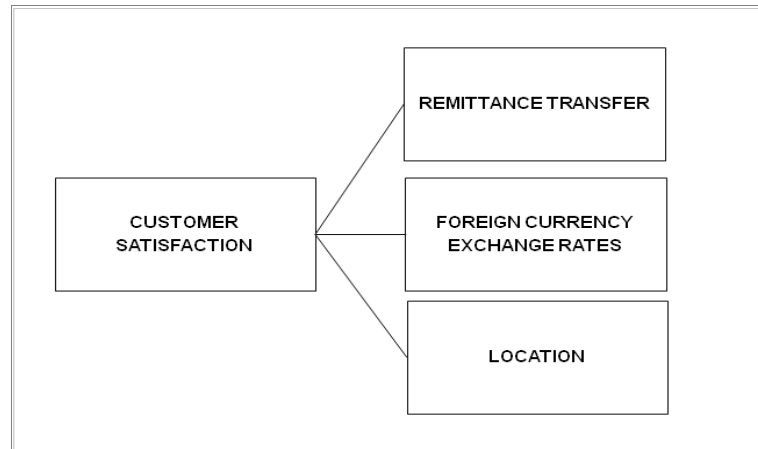 REMITTANCE TRANSFER
CUSTOMER
SATISFACTION
FOREIGN CURRENCY
EXCHANGE RATES
LOCATION